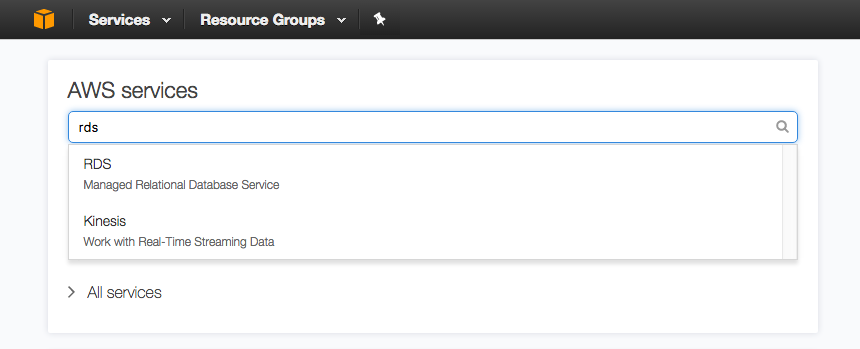 Services Resource Groups
AWS services
rds
RDS
Managed Relational Database Service
Kinesis
Work with Real-Time Streaming Data
All services